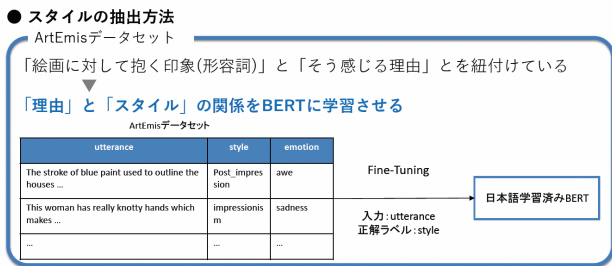 ● スタイルの抽出方法
ArtEmisデータセット
「絵画に対して抱く印象(形容詞)」と「そう感じる理由」とを紐付けている
「理由」と「スタイル」の関係をBERTに学習させる
ArtEmisデータセット
utterance style emotion
The stroke of blue paint used to outline the houses ... Post_impression awe
This woman has really knotty hands which makes ... impressionism sadness
... ... ...
Fine-Tuning
入力:utterance
正解ラベル:style
日本語学習済みBERT